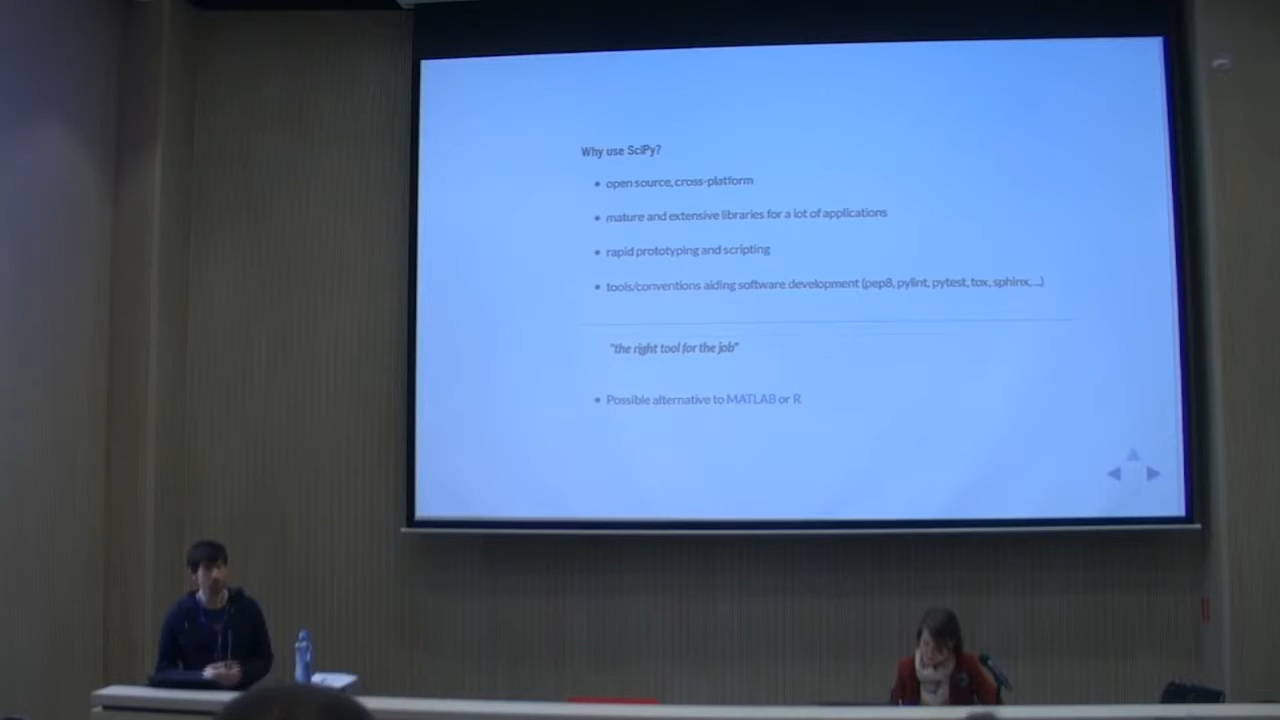 Why use SciPy?
open source, cross-platform
mature and extensive libraries for a lot of applications
rapid prototyping and scripting
tools/conventions aiding software development (pep8, pylint, pytest, tox, sphinx,...)
"the right tool for the job"
Possible alternative to MATLAB or R